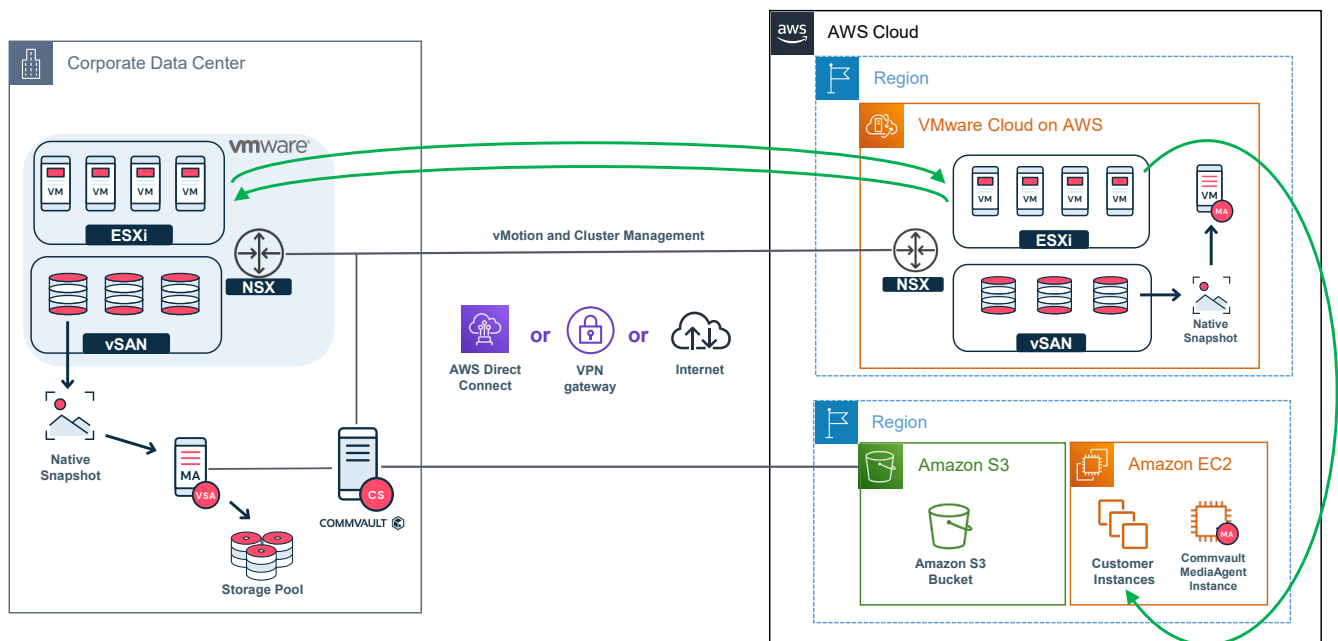 aws
AWS Cloud
Corporate Data Center
Region
VMware Cloud on AWS
vmware®
VM
VM
VM
VM
ESXi
NSX
vSAN
vMotion and Cluster Management
VM
VM
VM
VM
ESXi
VM
MA
NSX
vSAN
Native
Snapshot
AWS Direct
Connect
or
VPN
gateway
or
Internet
Native
Snapshot
MA
VSA
CS
COMMVAULT
Storage Pool
Region
Amazon S3
Amazon S3
Bucket
Amazon EC2
Customer
Instances
MA
Commvault
MediaAgent
Instance